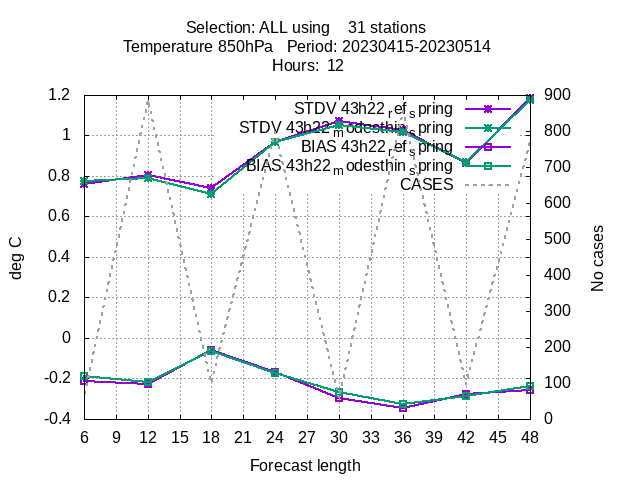 Selection: ALL using    31 stations
Temperature 850hPa   Period: 20230415-20230514
Hours: 12
1.2
1
0.8
0.6
0.4
0.2
0
-0.2
-0.4
deg C
STDV 43h22_ref_spring
STDV 43h22_modesthin_spring
BIAS 43h22_ref_spring
BIAS 43h22_modesthin_spring
CASES
900
800
700
600
500
400
300
200
100
0
No cases
6 9 12 15 18 21 24 27 30 33 36 39 42 45 48
Forecast length